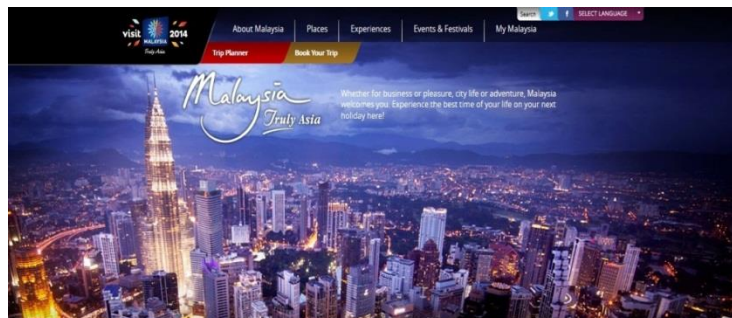 Search
SELECT LANGUAGE
visit 2014
MALAYSIA
Truly Asia
About Malaysia
Places
Experiences
Events & Festivals
My Malaysia
Trip Planner
Book Your Trip
Malaysia
Truly Asia
Whether for business or pleasure, city life or adventure, Malaysia
welcomes you. Experience the best time of your life on your next
holiday here!